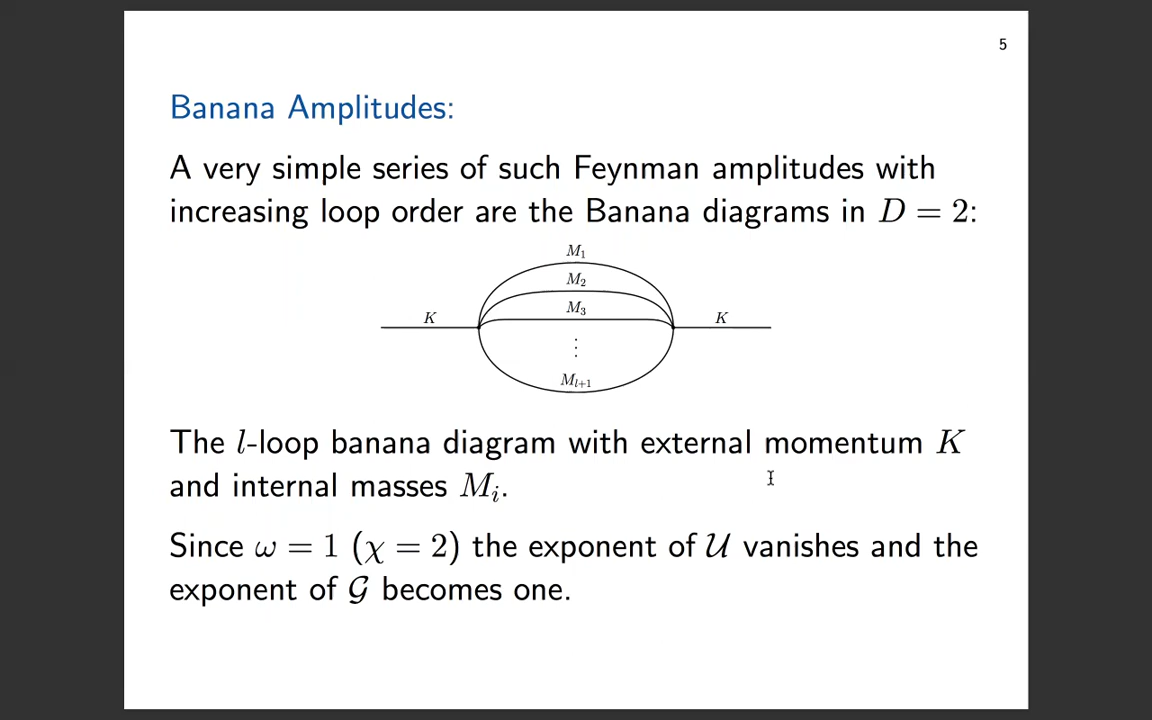 5
Banana Amplitudes:
A very simple series of such Feynman amplitudes with
increasing loop order are the Banana diagrams in D = 2:
M₁
M₂
M₃
K
K
⋮
Mₗ₊₁
The l-loop banana diagram with external momentum K
and internal masses Mᵢ.
Since ω = 1 (χ = 2) the exponent of 𝒰 vanishes and the
exponent of 𝒢 becomes one.